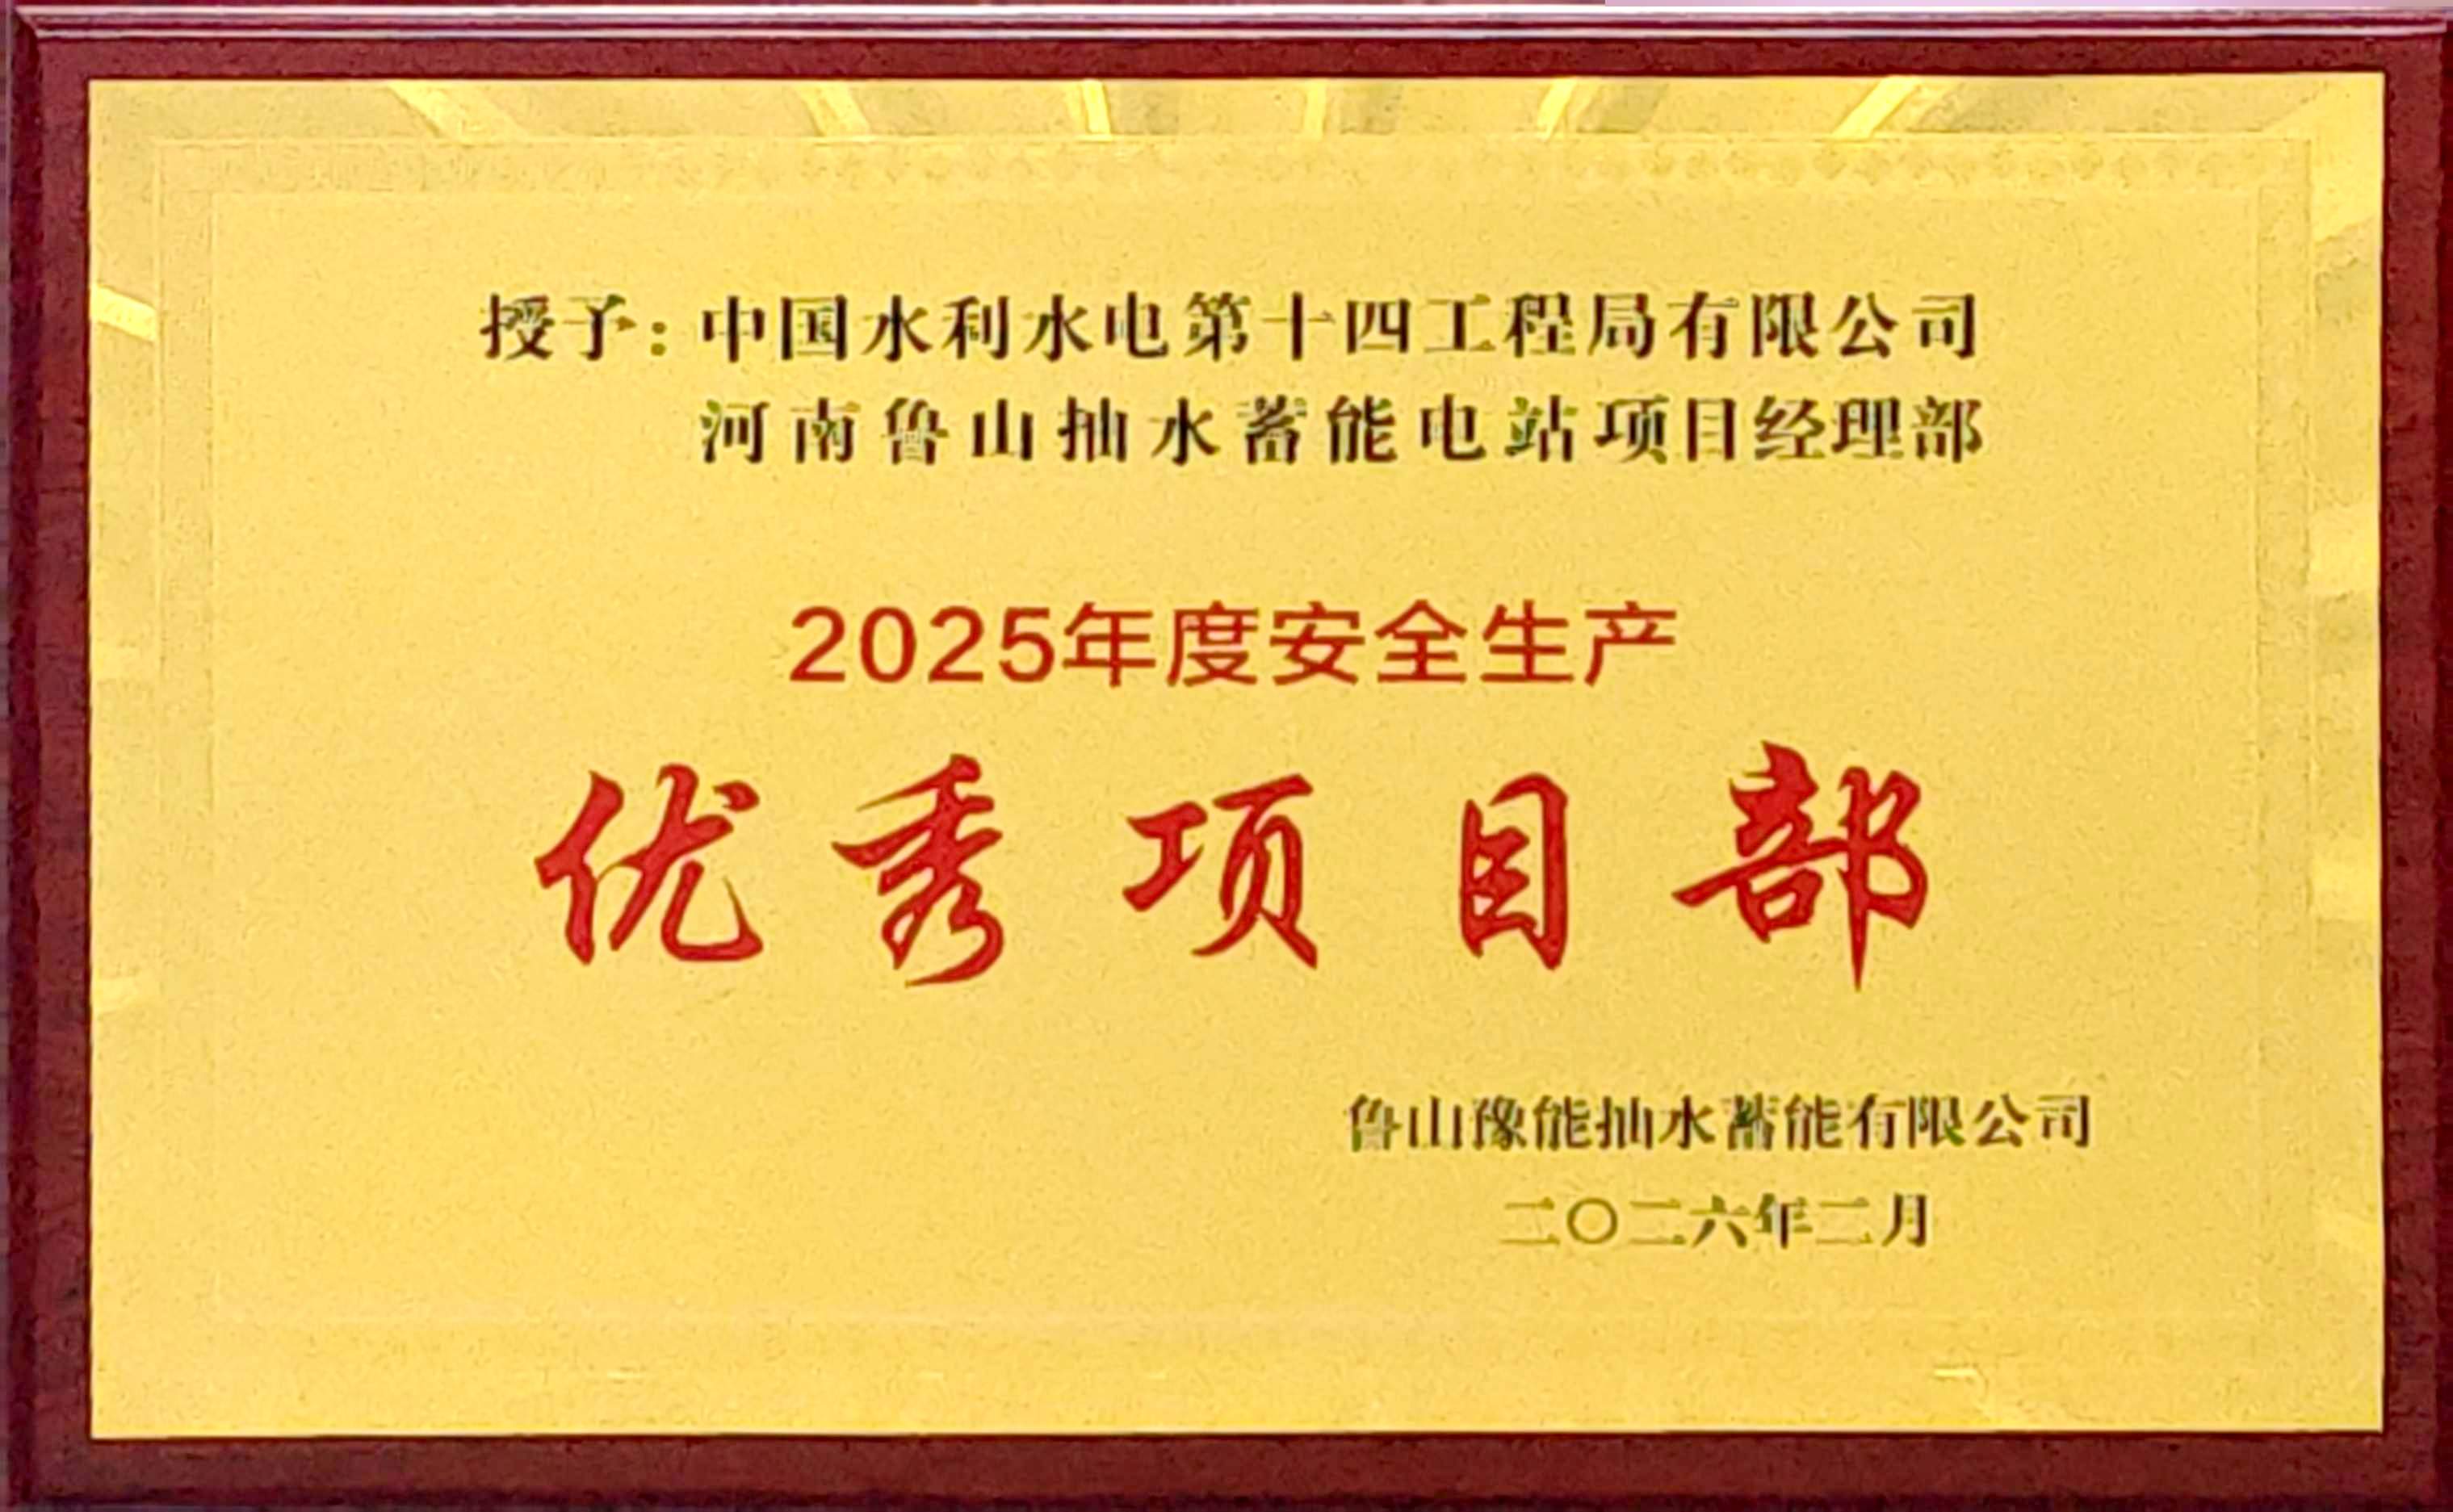 授予：中国水利水电第十四工程局有限公司
河南鲁山抽水蓄能电站项目经理部
2025年度安全生产
优秀项目部
鲁山豫能抽水蓄能有限公司
二〇二六年二月